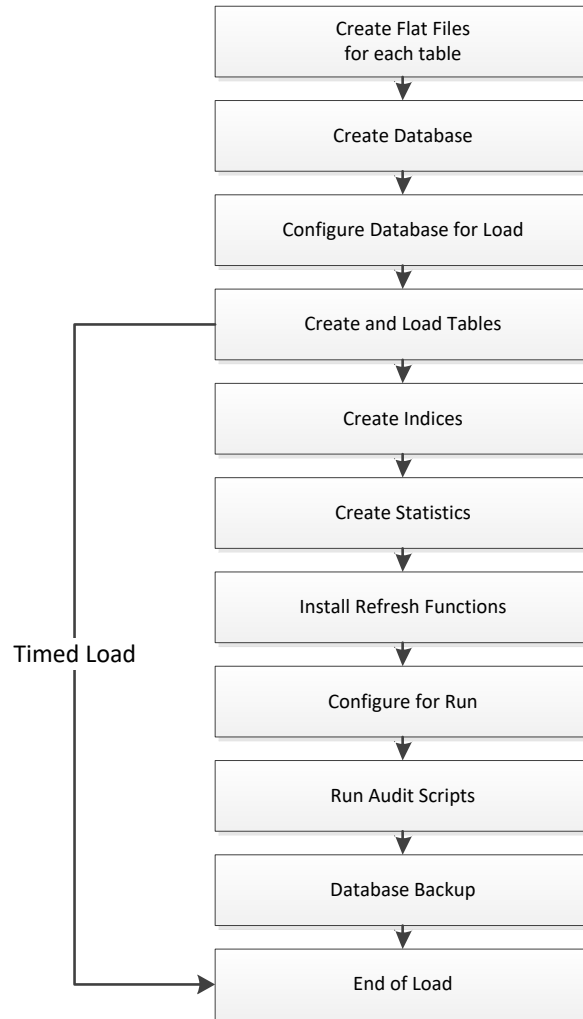 Create Flat Files
for each table
Create Database
Configure Database for Load
Create and Load Tables
Create Indices
Create Statistics
Install Refresh Functions
Timed Load
Configure for Run
Run Audit Scripts
Database Backup
End of Load